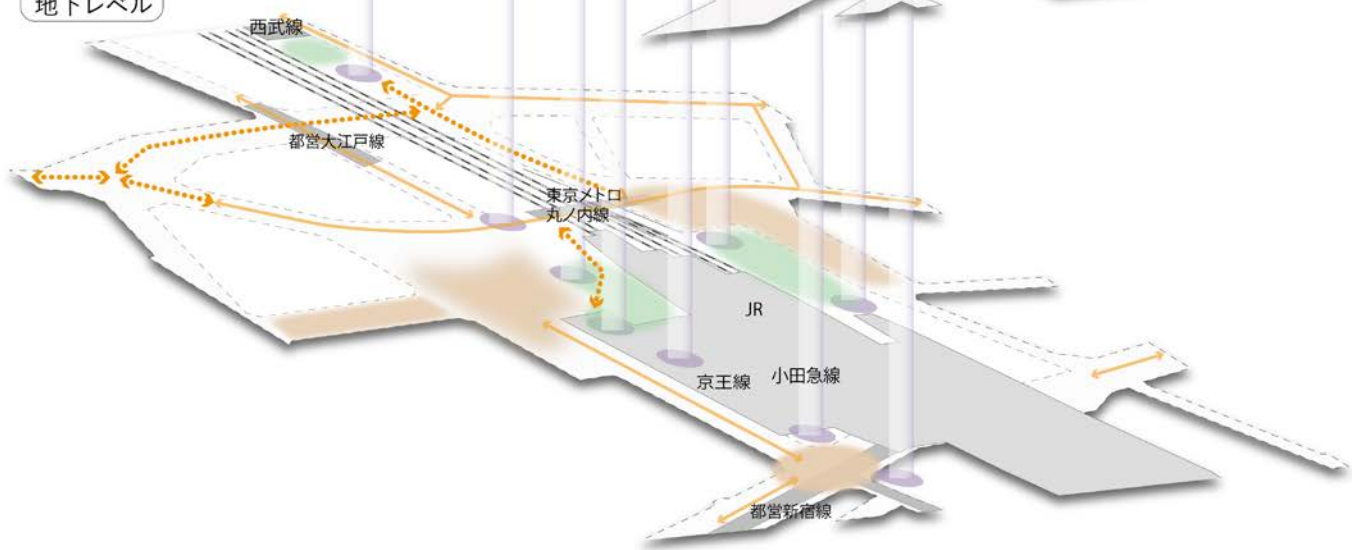 地下レベル
西武線
都営大江戸線
東京メトロ
丸ノ内線
JR
京王線
小田急線
都営新宿線